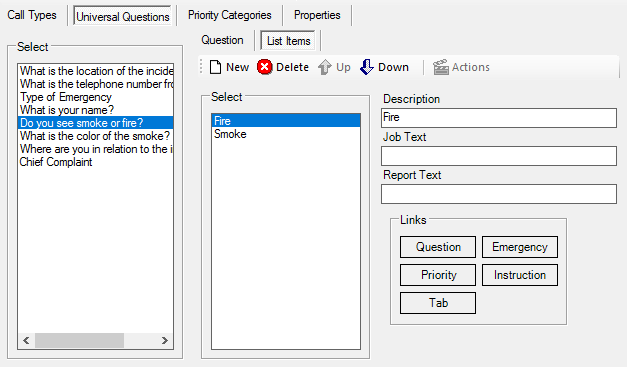 Call Types
Universal Questions
Priority Categories
Properties
Select
What is the location of the incide
What is the telephone number fro
Type of Emergency
What is your name?
Do you see smoke or fire?
What is the color of the smoke?
Where are you in relation to the i
Chief Complaint
Question
List Items
New
Delete
Up
Down
Actions
Select
Fire
Smoke
Description
Fire
Job Text
Report Text
Links
Question
Emergency
Priority
Instruction
Tab